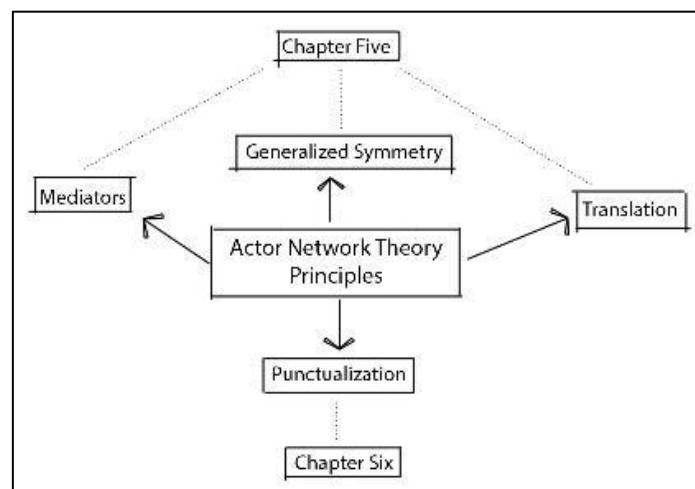 Chapter Five
Generalized Symmetry
Mediators
Translation
Actor Network Theory
Principles
Punctualization
Chapter Six